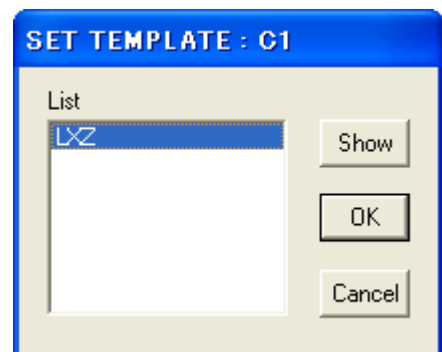 SET TEMPLATE : C1
List
LXZ
Show
OK
Cancel